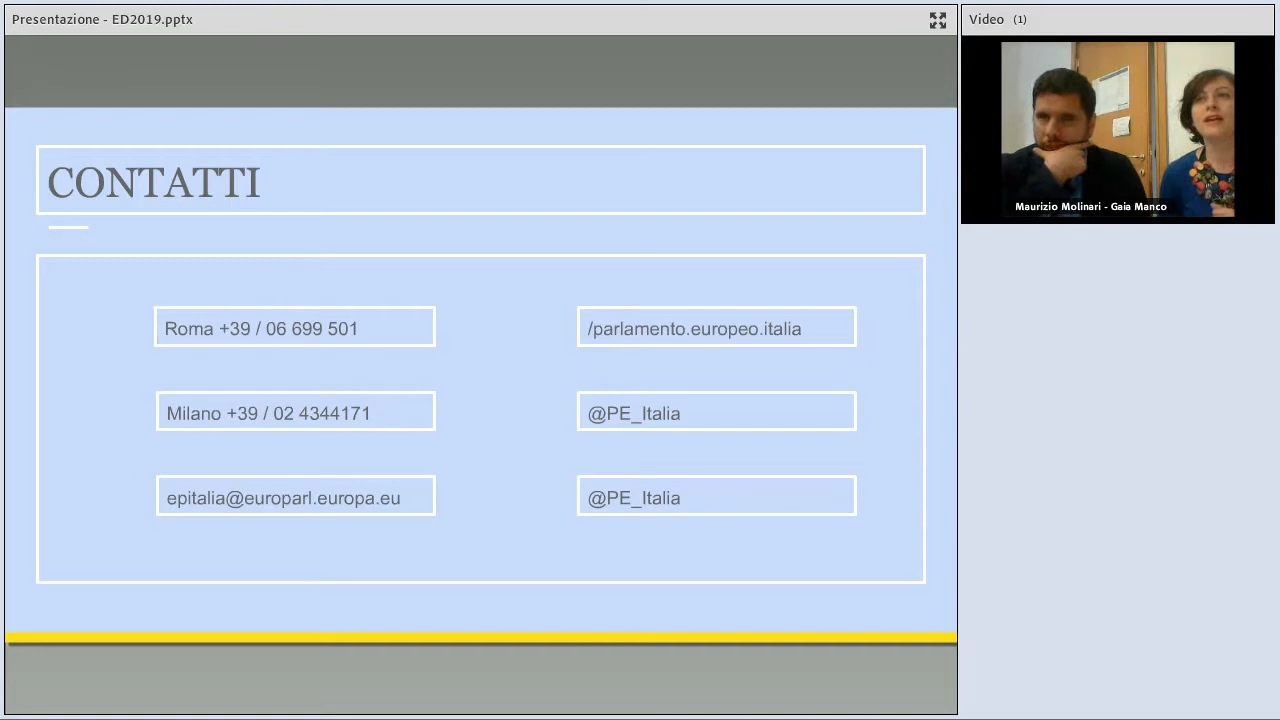 Presentazione - ED2019.pptx
Video (1)
Maurizio Molinari - Gaia Manco
CONTATTI
Roma +39 / 06 699 501
/parlamento.europeo.italia
Milano +39 / 02 4344171
@PE_Italia
epitalia@europarl.europa.eu
@PE_Italia